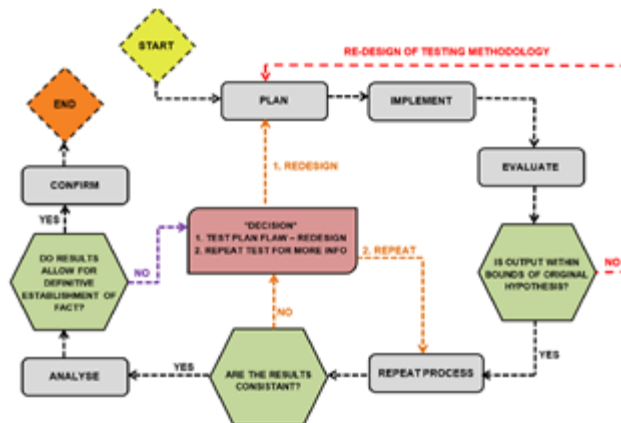 START
RE-DESIGN OF TESTING METHODOLOGY
PLAN
IMPLEMENT
END
1. REDESIGN
EVALUATE
CONFIRM
YES
"DECISION"
1. TEST PLAN FLAW – REDESIGN
2. REPEAT TEST FOR MORE INFO
2. REPEAT
DO RESULTS
ALLOW FOR
DEFINITIVE
ESTABLISHMENT OF
FACT?
NO
IS OUTPUT WITHIN
BOUNDS OF ORIGINAL
HYPOTHESIS?
NO
NO
YES
ANALYSE
YES
ARE THE RESULTS
CONSISTANT?
REPEAT PROCESS